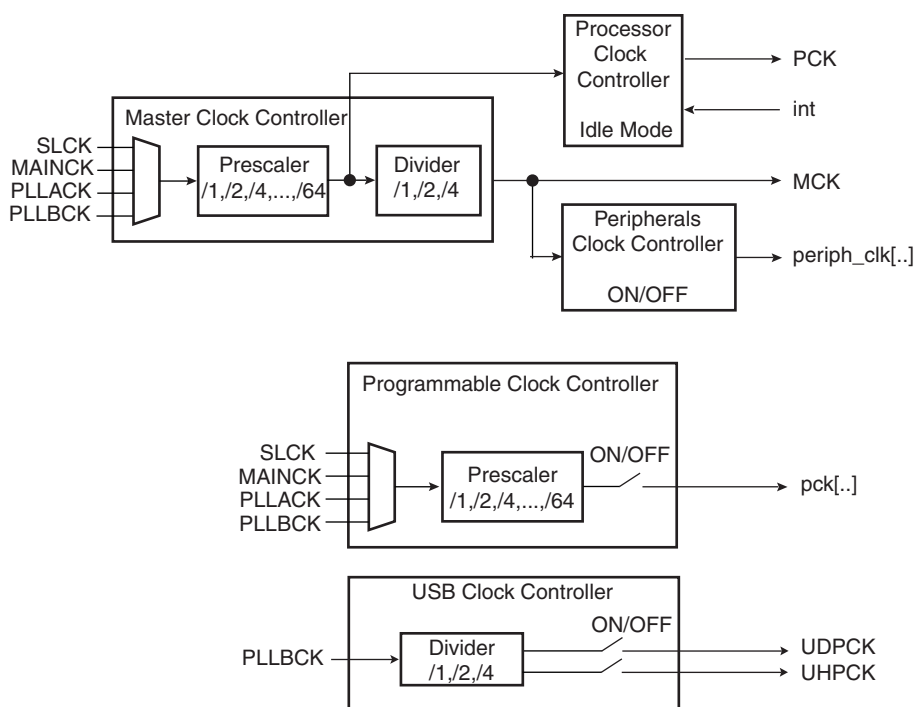 Processor
Clock
Controller
Idle Mode
PCK
int
Master Clock Controller
SLCK
MAINCK
PLLACK
PLLBCK
Prescaler
/1,/2,/4,...,/64
Divider
/1,/2,/4
MCK
Peripherals
Clock Controller
ON/OFF
periph_clk[..]
Programmable Clock Controller
SLCK
MAINCK
PLLACK
PLLBCK
Prescaler
/1,/2,/4,...,/64
ON/OFF
pck[..]
USB Clock Controller
ON/OFF
PLLBCK
Divider
/1,/2,/4
UDPCK
UHPCK